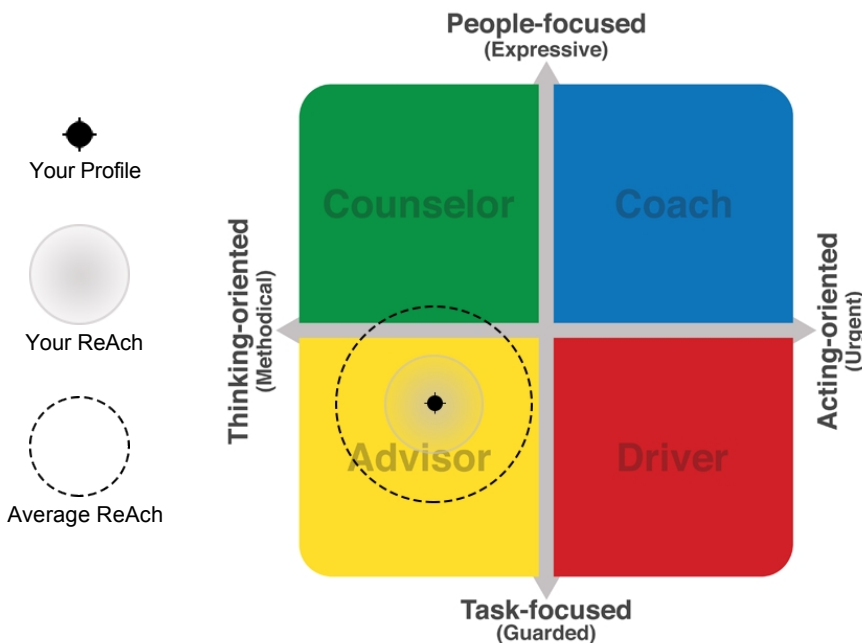 People-focused
(Expressive)
Your Profile
Your ReAch
Average ReAch
Counselor
Coach
Thinking-oriented
(Methodical)
Acting-oriented
(Urgent)
Advisor
Driver
Task-focused
(Guarded)